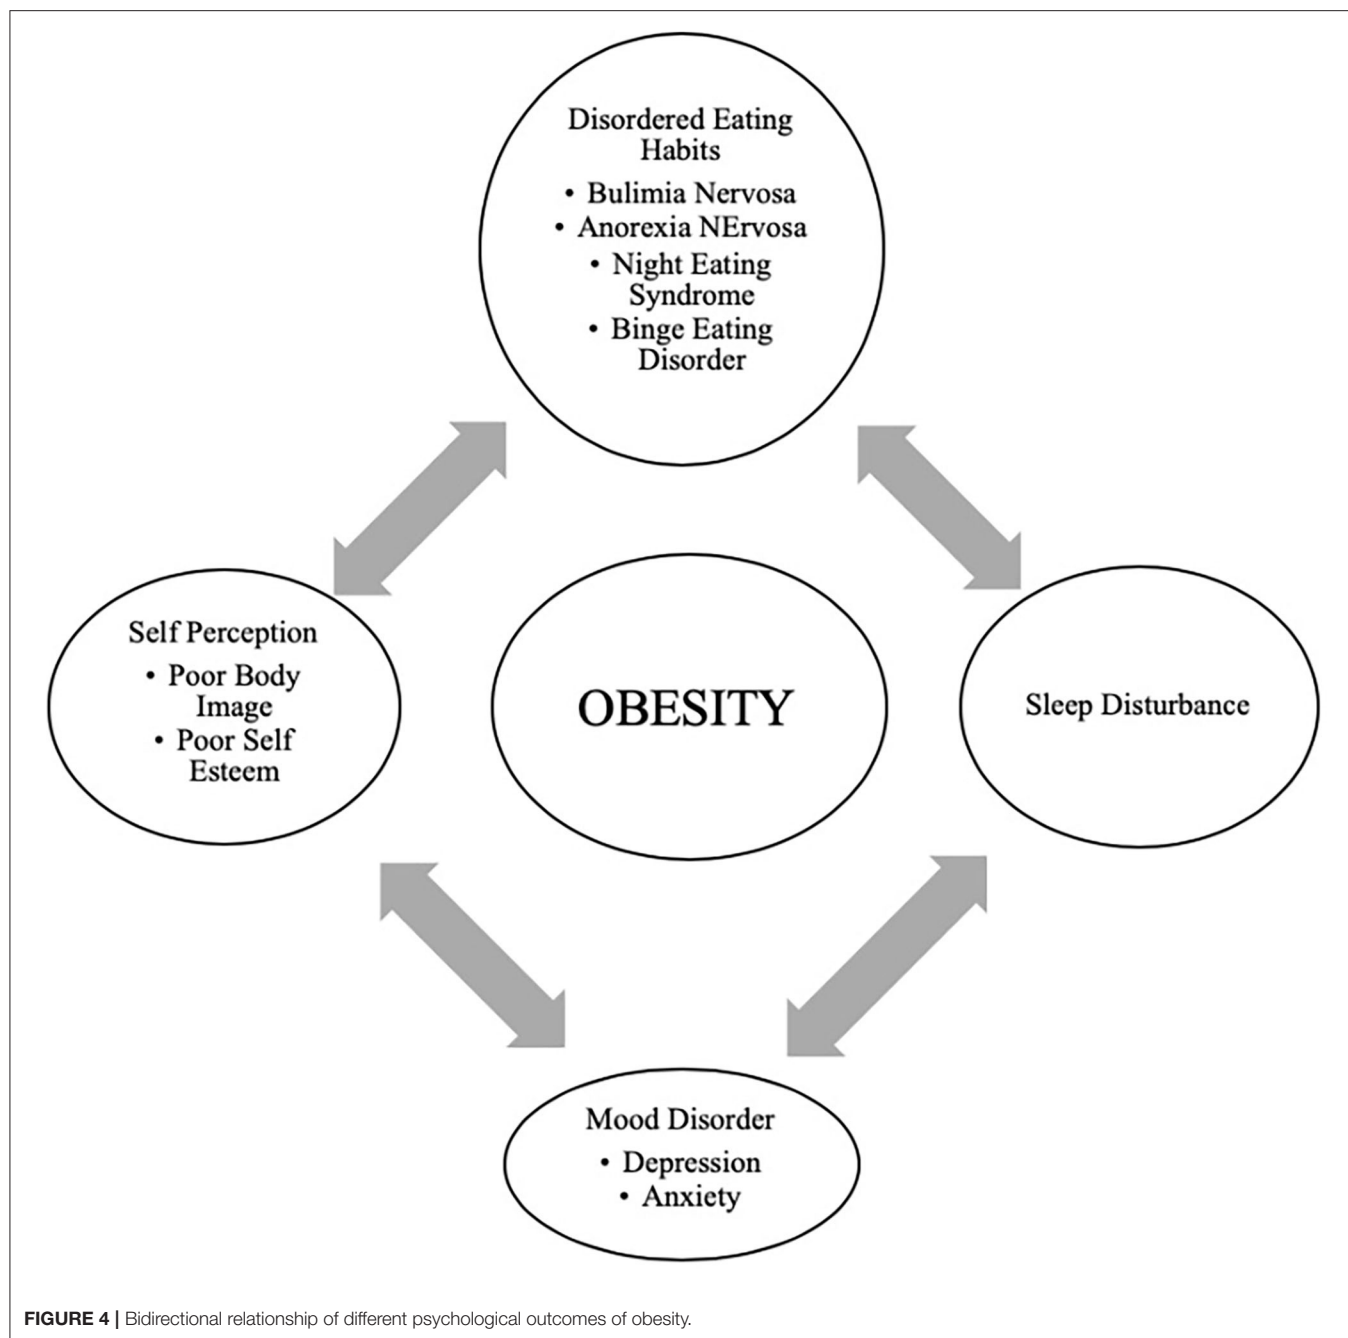 Disordered Eating
Habits
• Bulimia Nervosa
• Anorexia NErvosa
• Night Eating
Syndrome
• Binge Eating
Disorder
Self Perception
• Poor Body
Image
• Poor Self
Esteem
OBESITY
Sleep Disturbance
Mood Disorder
• Depression
• Anxiety
FIGURE 4 | Bidirectional relationship of different psychological outcomes of obesity.